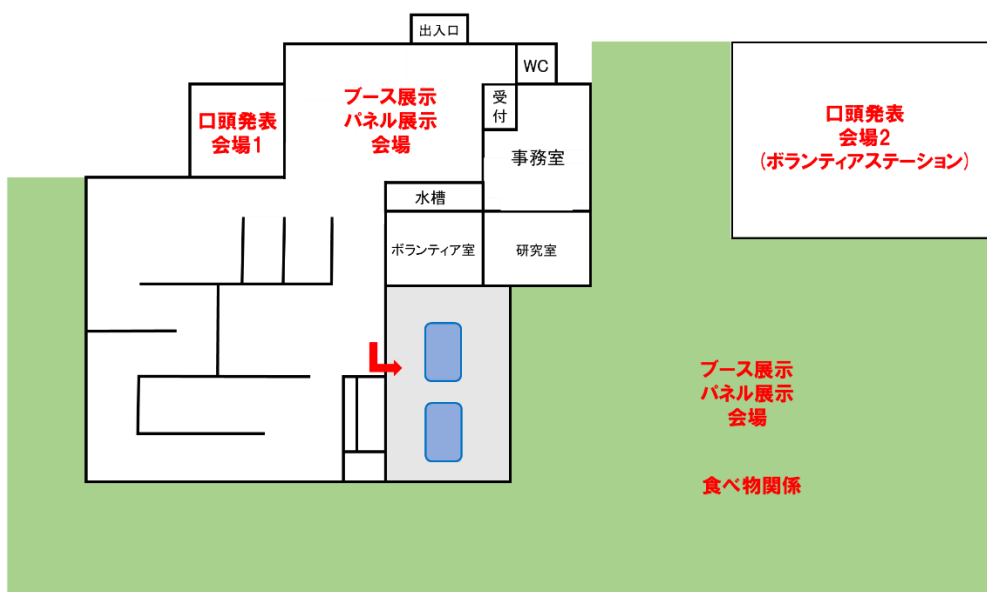 出入口
WC
ブース展示
パネル展示
会場
口頭発表
会場1
受
付
事務室
口頭発表
会場2
(ボランティアステーション)
水槽
ボランティア室
研究室
ブース展示
パネル展示
会場
食べ物関係